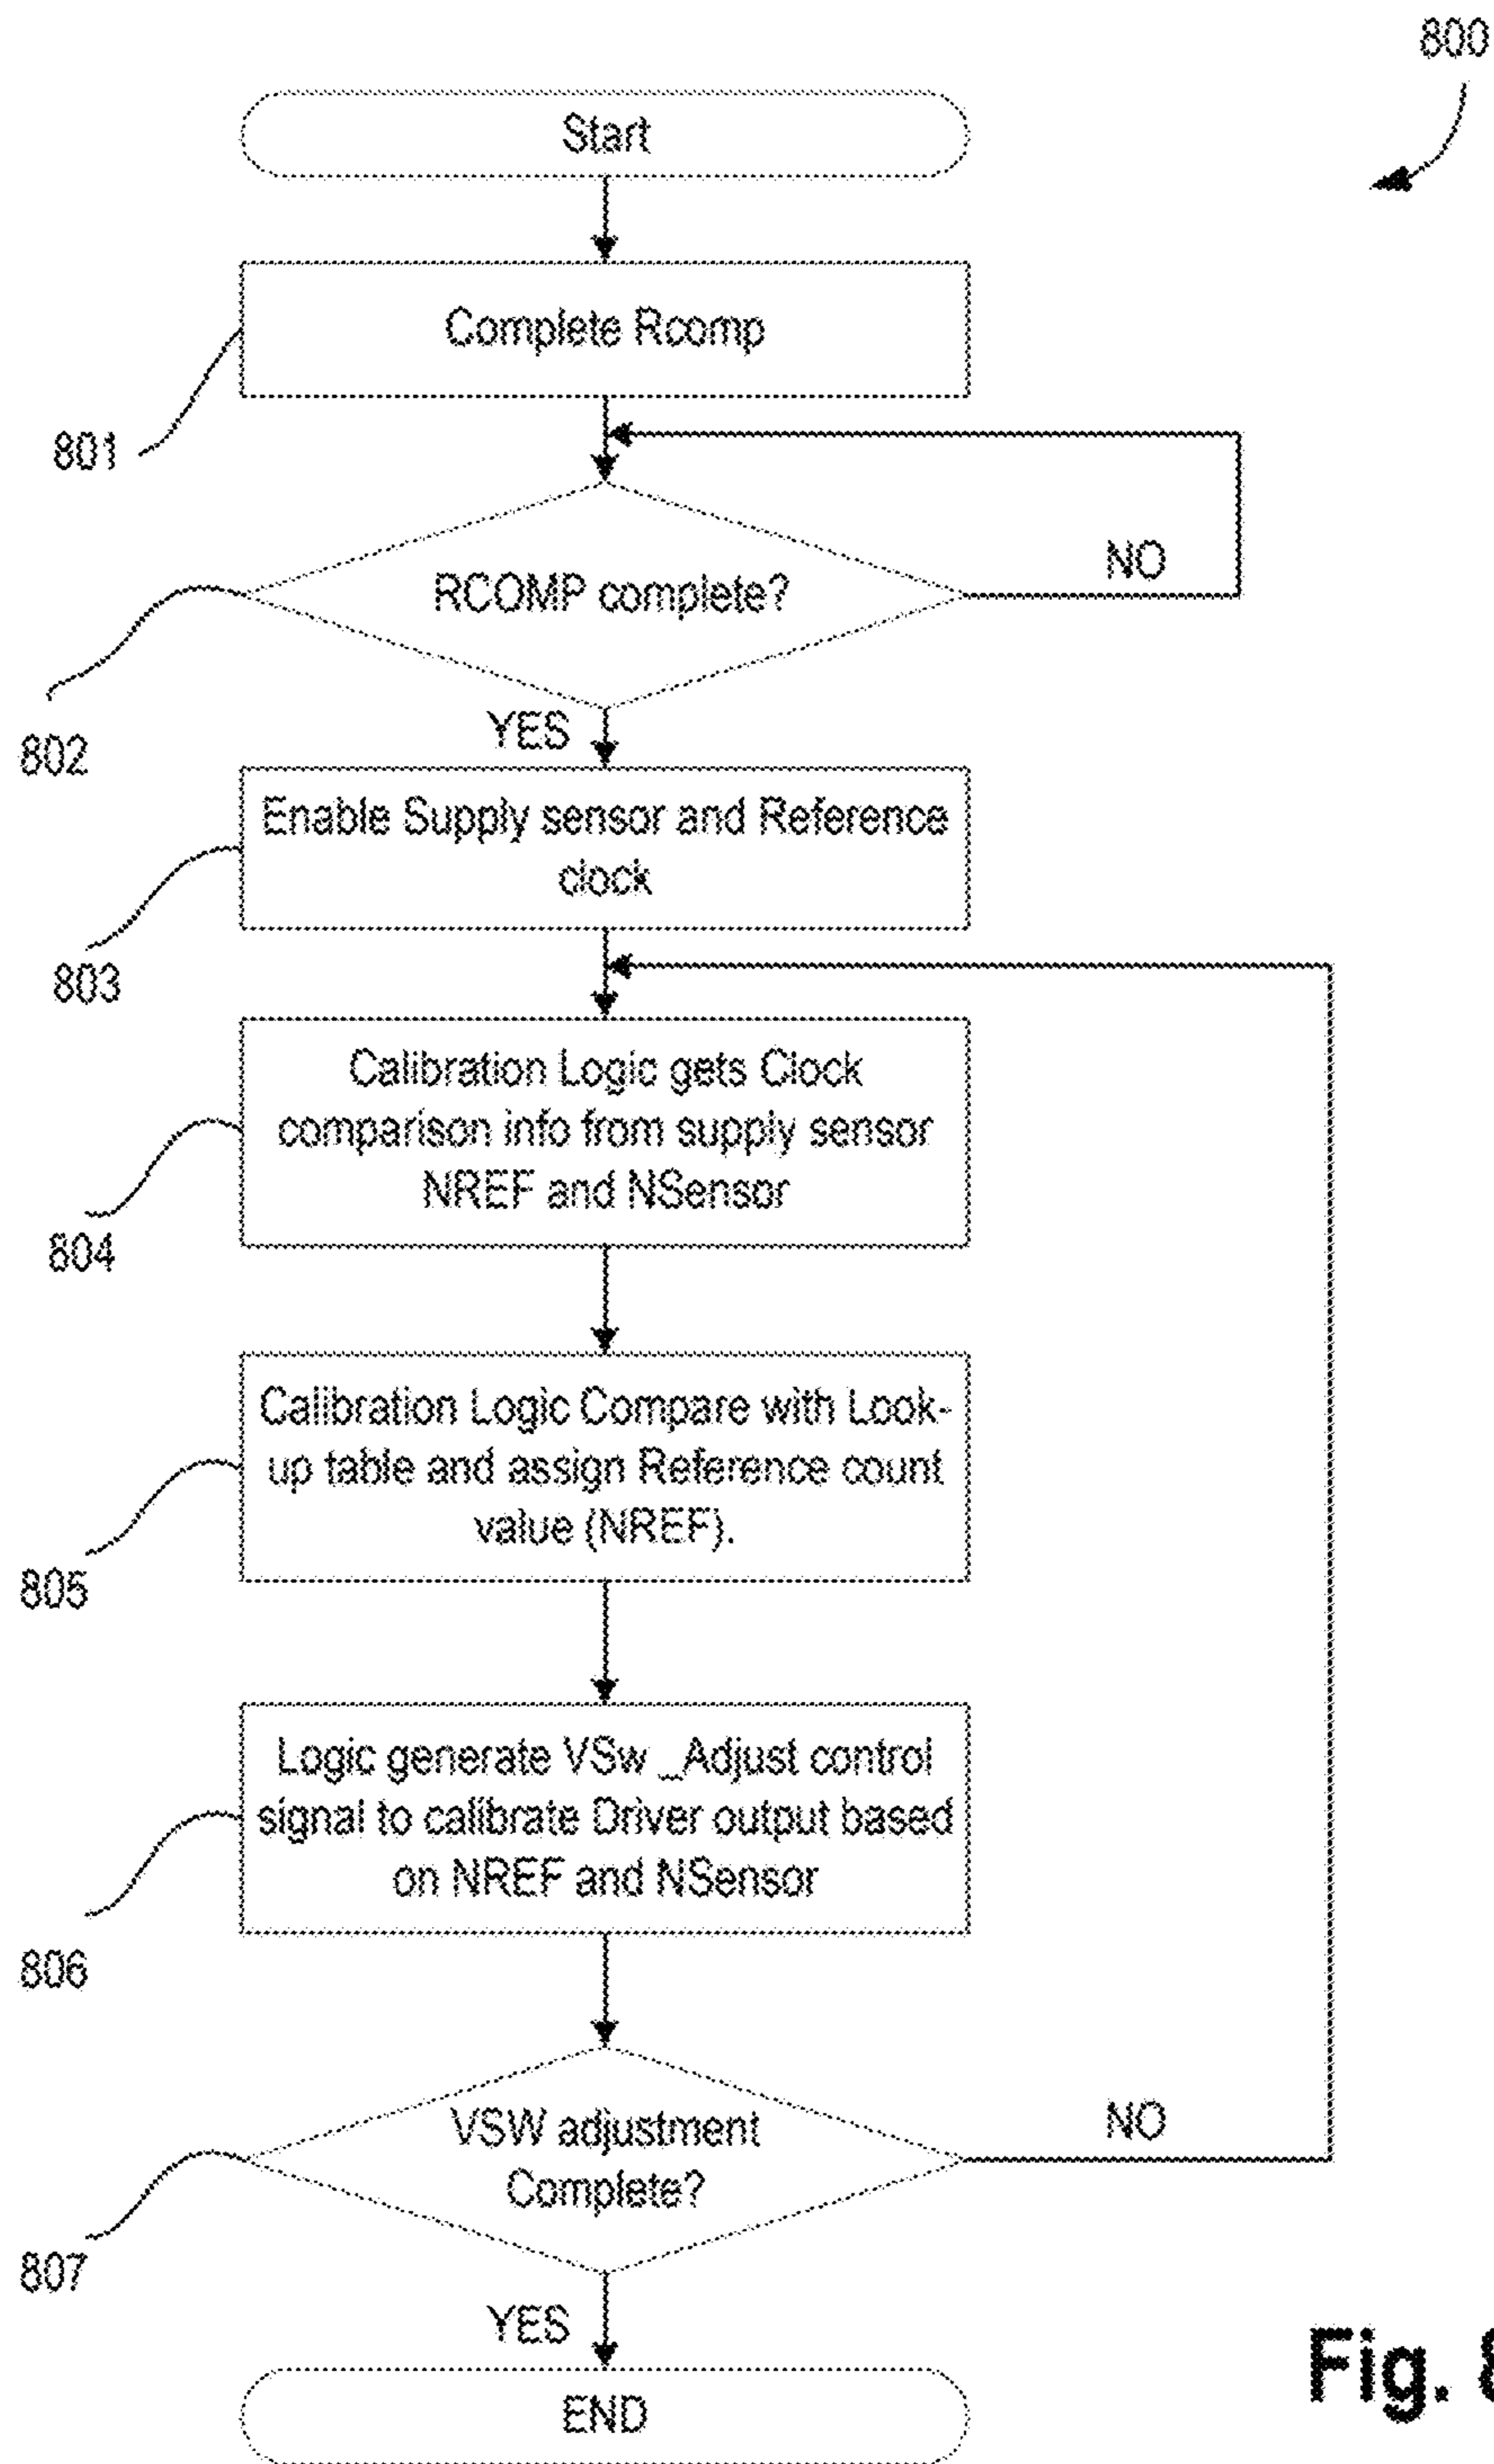 800
Start
Complete Rcomp
801
RCOMP complete?
NO
802
YES
Enable Supply sensor and Reference
clock
803
Calibration Logic gets Clock
comparison info from supply sensor
NREF and NSensor
804
Calibration Logic Compare with Look-
up table and assign Reference count
value (NREF).
805
Logic generate VSw _Adjust control
signal to calibrate Driver output based
on NREF and NSensor
806
VSW adjustment
Complete?
NO
807
YES
END
Fig. 8